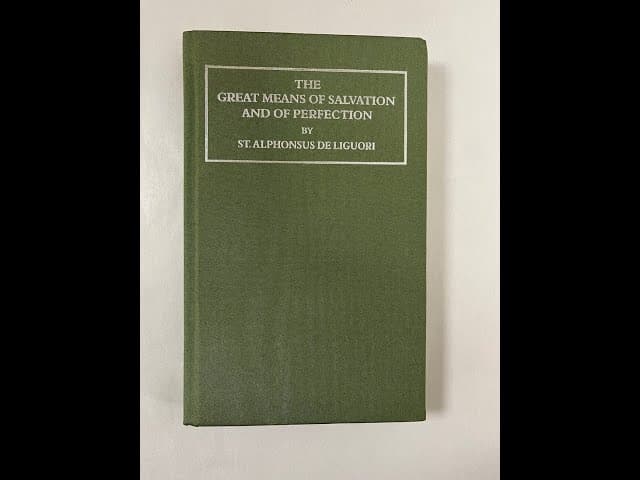 THE
GREAT MEANS OF SALVATION
AND OF PERFECTION
BY
ST. ALPHONSUS DE LIGUORI